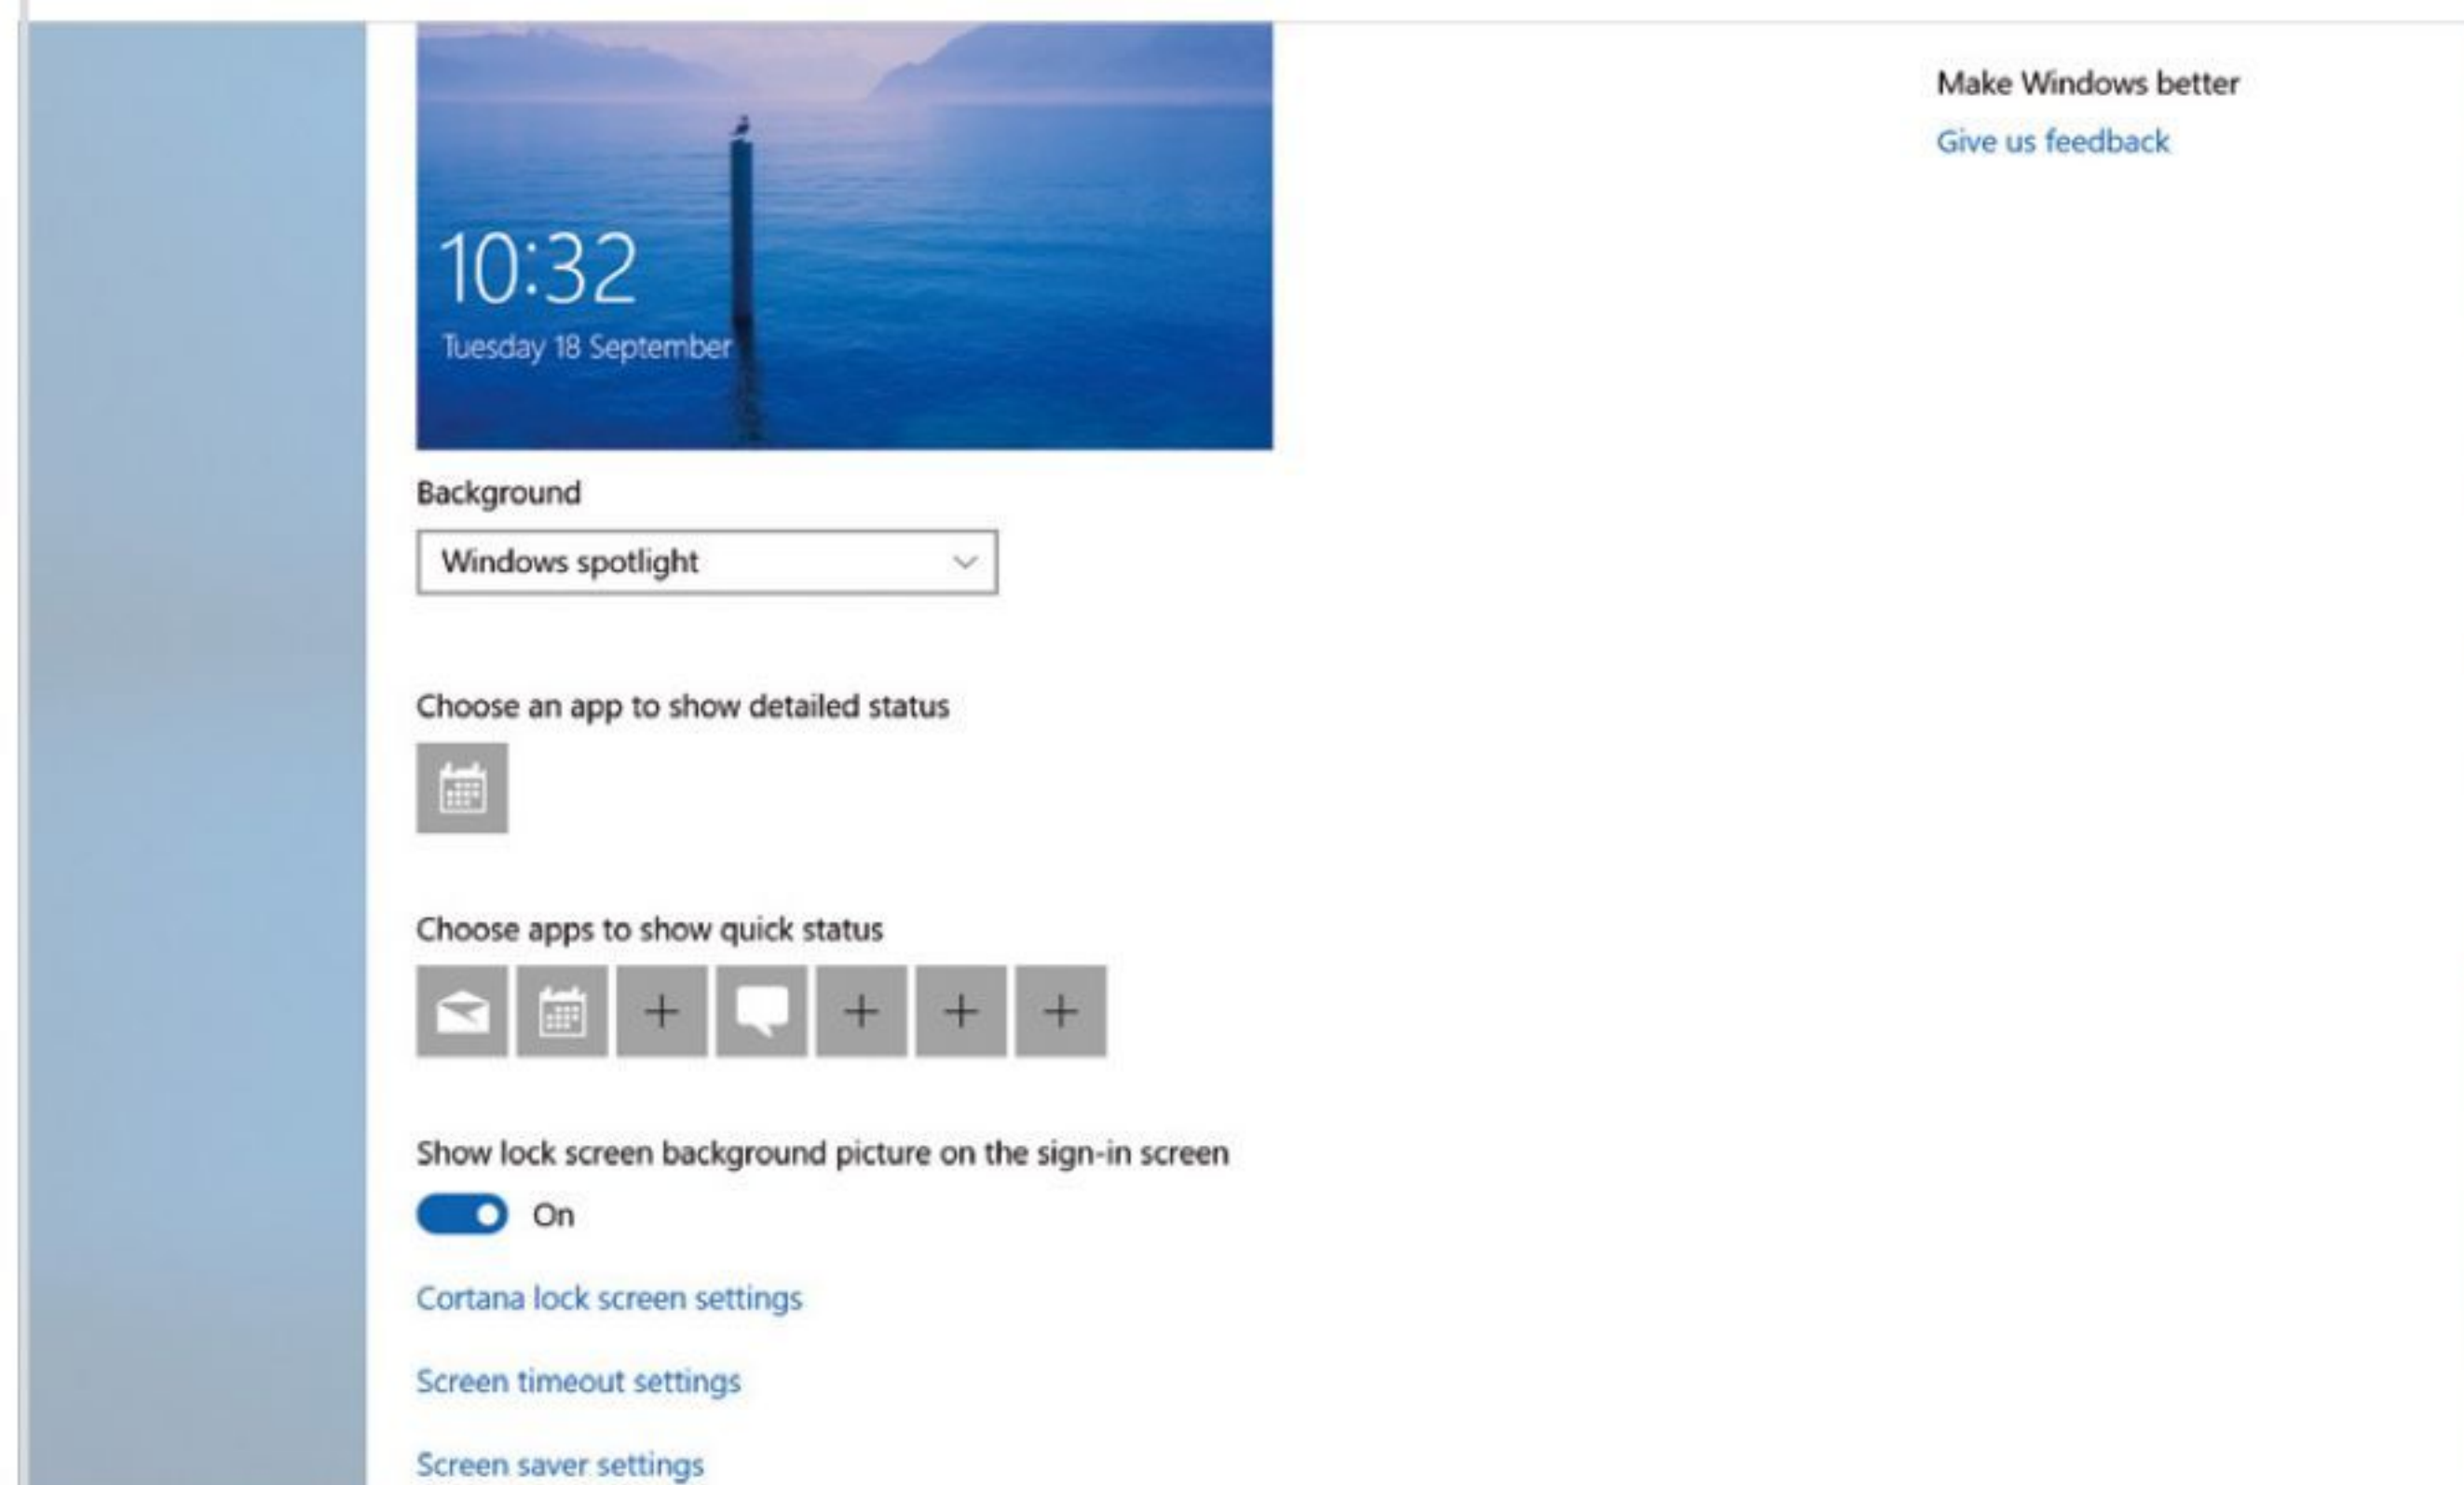 Make Windows better
Give us feedback
10:32
Tuesday 18 September
Background
Windows spotlight
Choose an app to show detailed status
Choose apps to show quick status
Show lock screen background picture on the sign-in screen
On
Cortana lock screen settings
Screen timeout settings
Screen saver settings